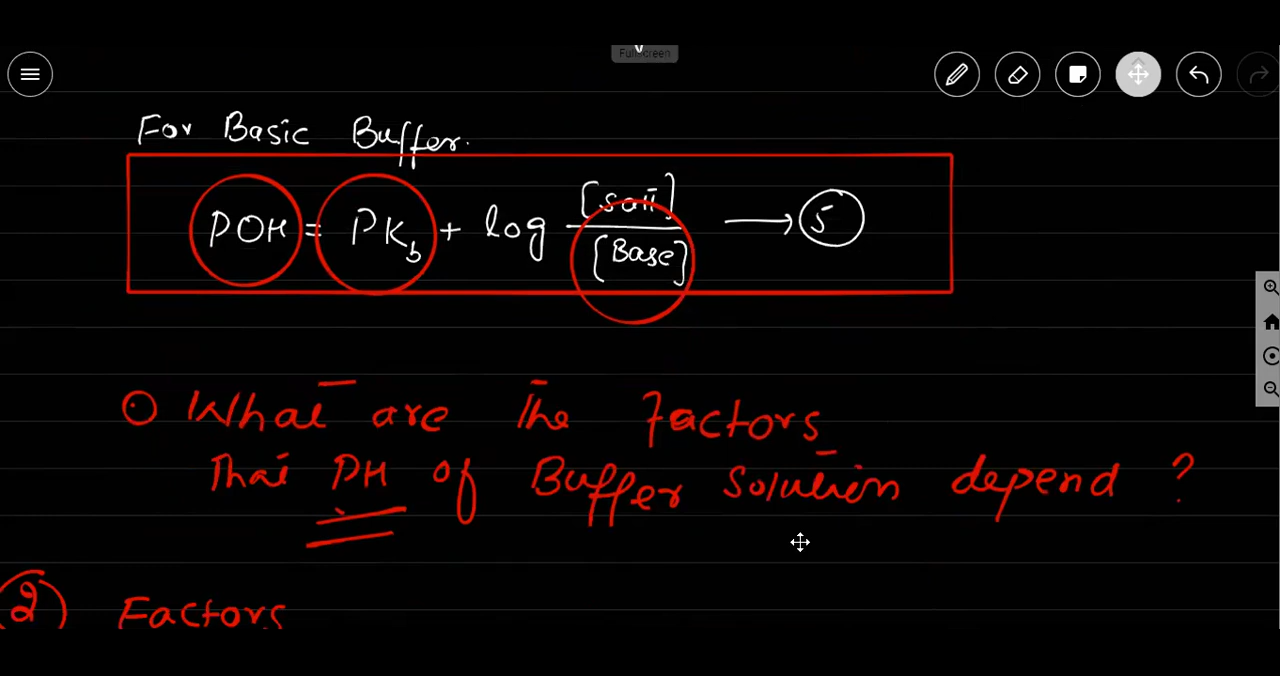 Fullscreen
For Basic Buffer.
POH = PKb + log [Salt]/[Base] → 5
What are the Factors
That PH of Buffer Solution depend ?
2) Factors